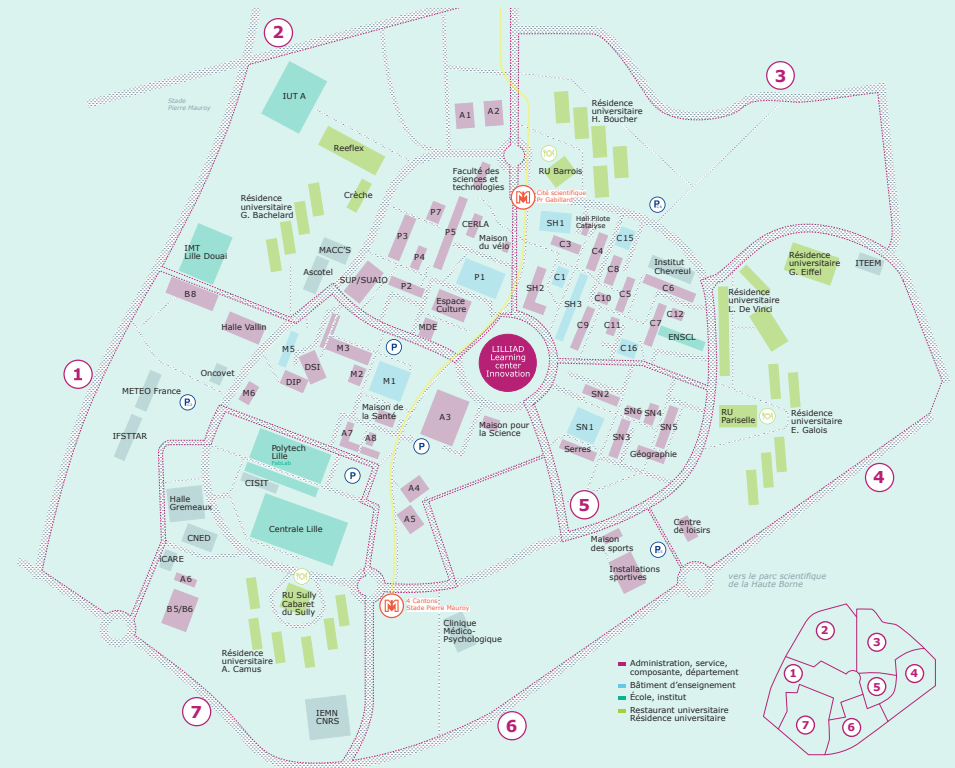 2
3
IUT A
Stade
Pierre Mauroy
A1
A2
Résidence
universitaire
H. Boucher
Reeflex
Faculté des
sciences et
technologies
RU Barrois
Crèche
Cité scientifique
Pr Gabillard
P
Résidence
universitaire
G. Bachelard
P7
P3
P5
CERLA
P4
Maison
du vélo
SH1
Hall Pilote
Catalyse
C15
C3
C4
IMT
Lille Douai
MACC'S
Ascotel
SUP/SUAIO
P2
P1
SH2
C1
C8
Institut
Chevreul
Résidence
universitaire
G. Eiffel
ITEEM
B8
Espace
Culture
SH3
C10
C5
C6
Résidence
universitaire
L. De Vinci
Halle Vallin
MDE
C9
C11
C7
C12
ENSCL
M5
M3
P
LILLIAD
Learning
center
Innovation
C16
1
Oncovet
DSI
DIP
M2
M1
METEO France
M6
P
SN2
Maison de
la Santé
A3
SN1
SN6
SN4
RU
Pariselle
Résidence
universitaire
E. Galois
IFSTTAR
A7
A8
Maison pour
la Science
SN3
SN5
Polytech
Lille
FabLab
P
Serres
Géographie
CISIT
P
4
Halle
Gremeaux
A4
5
Centrale Lille
A5
Centre
de loisirs
CNED
Maison
des sports
P
iCARE
A6
Installations
sportives
vers le parc scientifique
de la Haute Borne
RU Sully
Cabaret
du Sully
4 Cantons
Stade Pierre Mauroy
B5/B6
Clinique
Médico-
Psychologique
Résidence
universitaire
A. Camus
7
IEMN
CNRS
6
Administration, service,
composante, département
Bâtiment d'enseignement
École, institut
Restaurant universitaire
Résidence universitaire
2
3
1
4
5
7
6